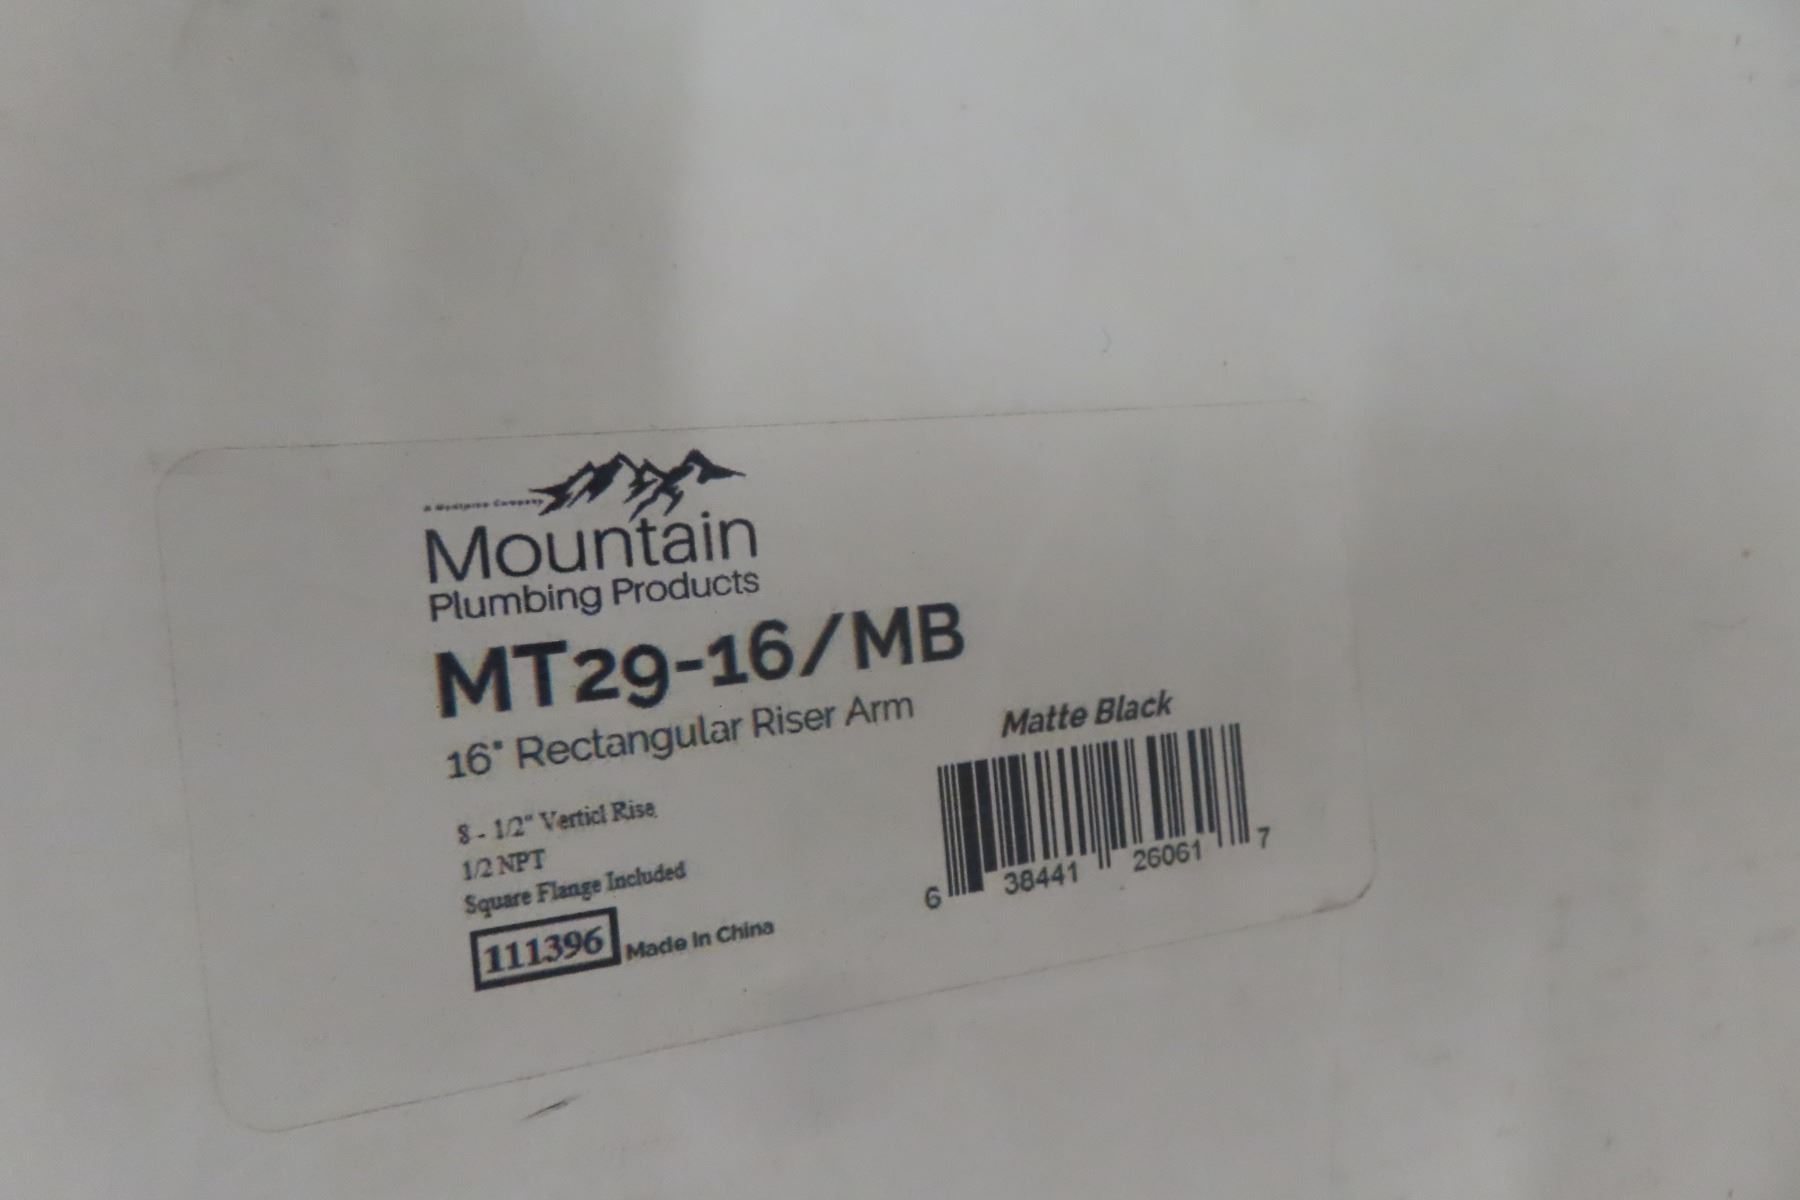 A Company
Mountain
Plumbing Products
MT29-16/MB
16" Rectangular Riser Arm
Matte Black
8 - 1/2" Verticl Rise
1/2 NPT
Square Flange Included
111396 Made In China
6 38441 26061 7